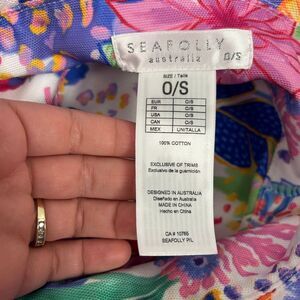 SEAFOLLY
australia
O/S
SIZE / Talla
O/S
EUR O/S
FR O/S
USA O/S
CAN O/S
MEX UNITALLA
100% COTTON
EXCLUSIVE OF TRIMS
Exclusivo de la guarnición
DESIGNED IN AUSTRALIA
Diseñado en Australia
MADE IN CHINA
Hecho en China
CA# 10765
SEAFOLLY P/L